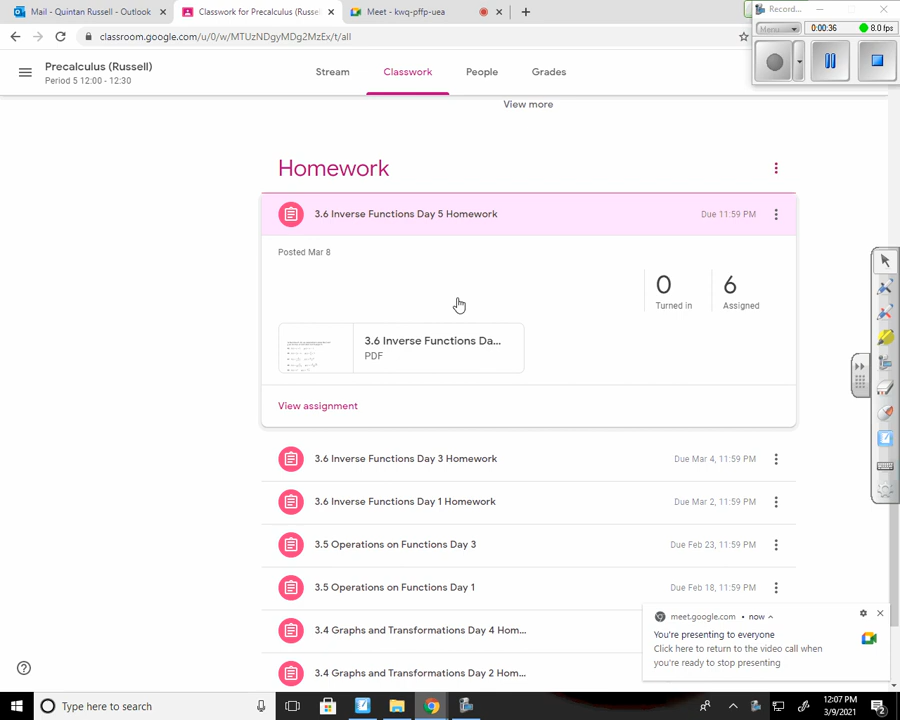 Mail - Quintan Russell - Outlook
Classwork for Precalculus (Russel
Meet - kwq-pffp-uea
Record...
Menu
0:00:36
8.0 fps
classroom.google.com/u/0/w/MTUzNDgyMDg2MzEx/t/all
Precalculus (Russell)
Period 5 12:00 - 12:30
Stream
Classwork
People
Grades
View more
Homework
3.6 Inverse Functions Day 5 Homework
Due 11:59 PM
Posted Mar 8
0
Turned in
6
Assigned
3.6 Inverse Functions Da...
PDF
View assignment
3.6 Inverse Functions Day 3 Homework
Due Mar 4, 11:59 PM
3.6 Inverse Functions Day 1 Homework
Due Mar 2, 11:59 PM
3.5 Operations on Functions Day 3
Due Feb 23, 11:59 PM
3.5 Operations on Functions Day 1
Due Feb 18, 11:59 PM
3.4 Graphs and Transformations Day 4 Hom...
3.4 Graphs and Transformations Day 2 Hom...
meet.google.com • now
You're presenting to everyone
Click here to return to the video call when
you're ready to stop presenting
Type here to search
12:07 PM
3/9/2021
2